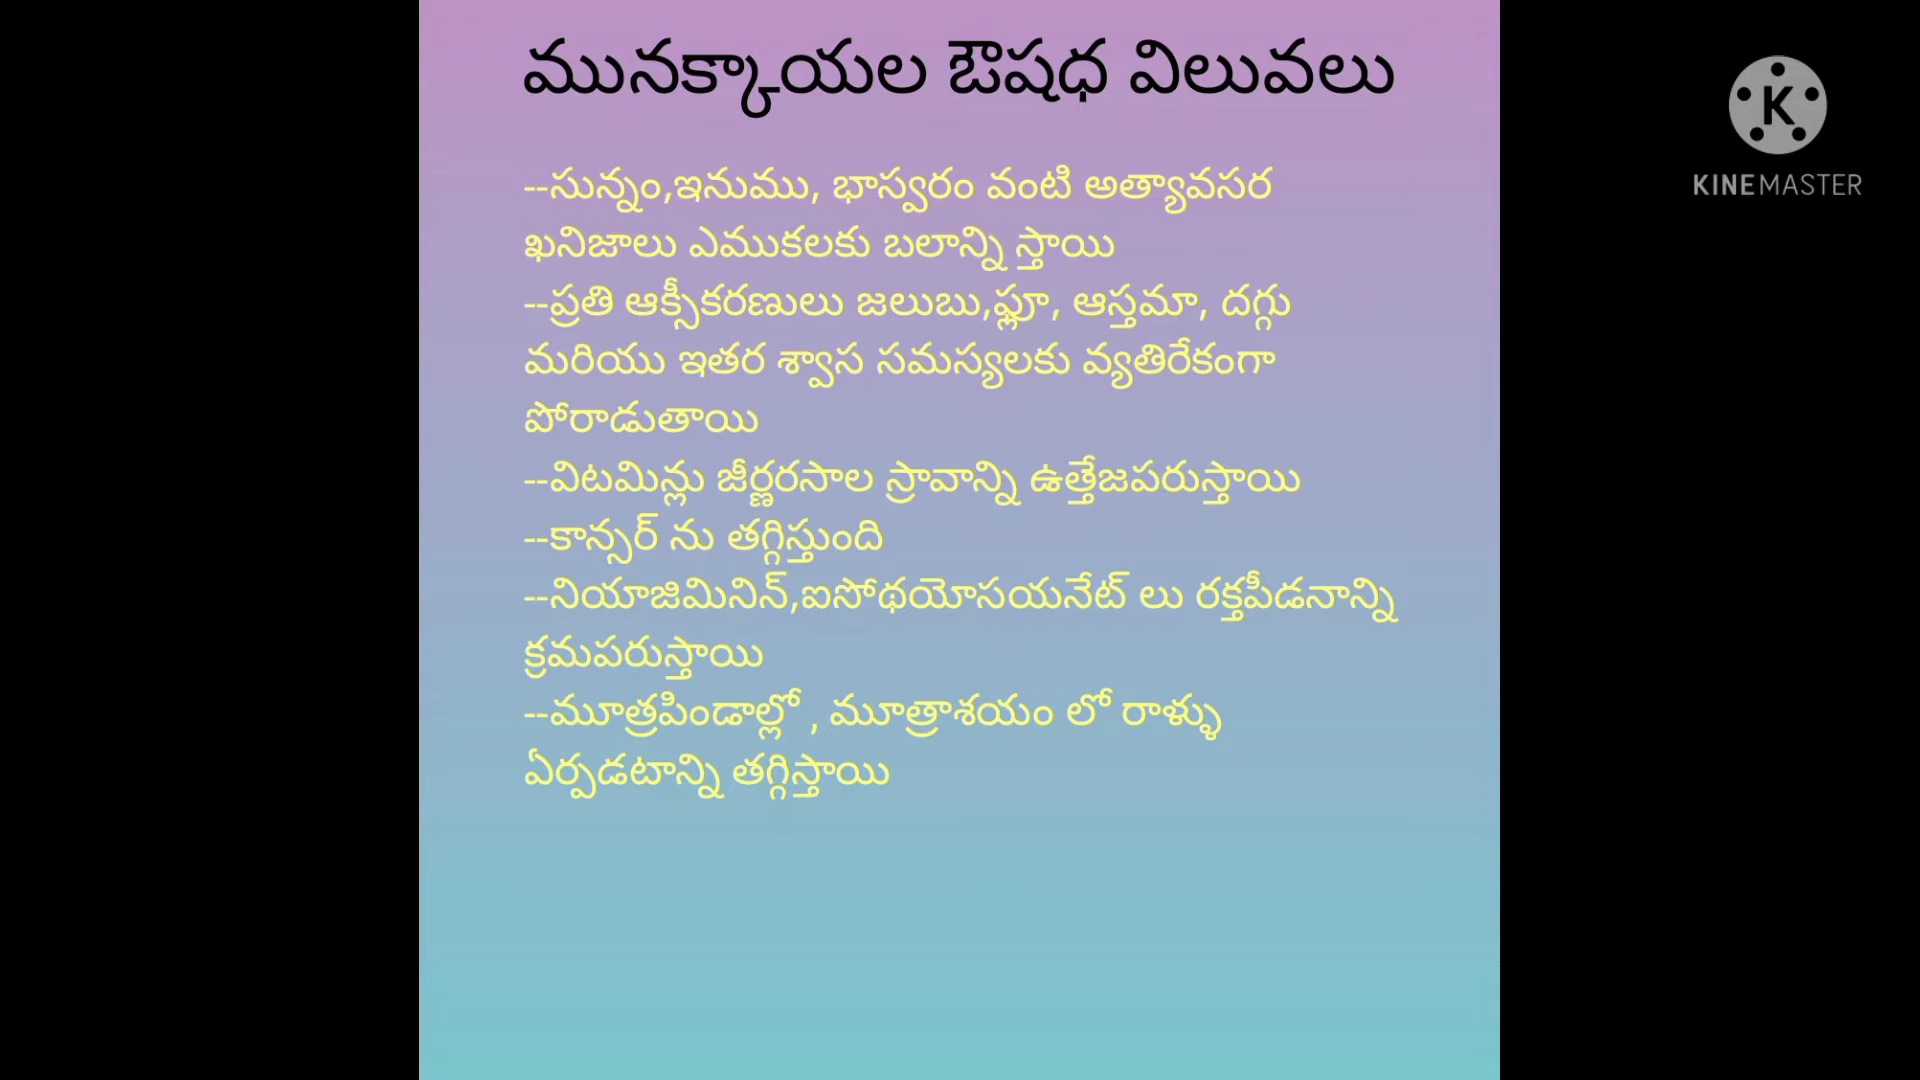 మునక్కాయల ఔషధ విలువలు
K
KINEMASTER
--సున్నం,ఇనుము, భాస్వరం వంటి అత్యావసర
ఖనిజాలు ఎముకలకు బలాన్ని స్తాయి
--ప్రతి ఆక్సీకరణులు జలుబు,ఫ్లూ, ఆస్తమా, దగ్గు
మరియు ఇతర శ్వాస సమస్యలకు వ్యతిరేకంగా
పోరాడుతాయి
--విటమిన్లు జీర్ణరసాల స్రావాన్ని ఉత్తేజపరుస్తాయి
--కాన్సర్ ను తగ్గిస్తుంది
--నియాజిమినిన్,ఐసోథయోసయనేట్ లు రక్తపీడనాన్ని
క్రమపరుస్తాయి
--మూత్రపిండాల్లో , మూత్రాశయం లో రాళ్ళు
ఏర్పడటాన్ని తగ్గిస్తాయి